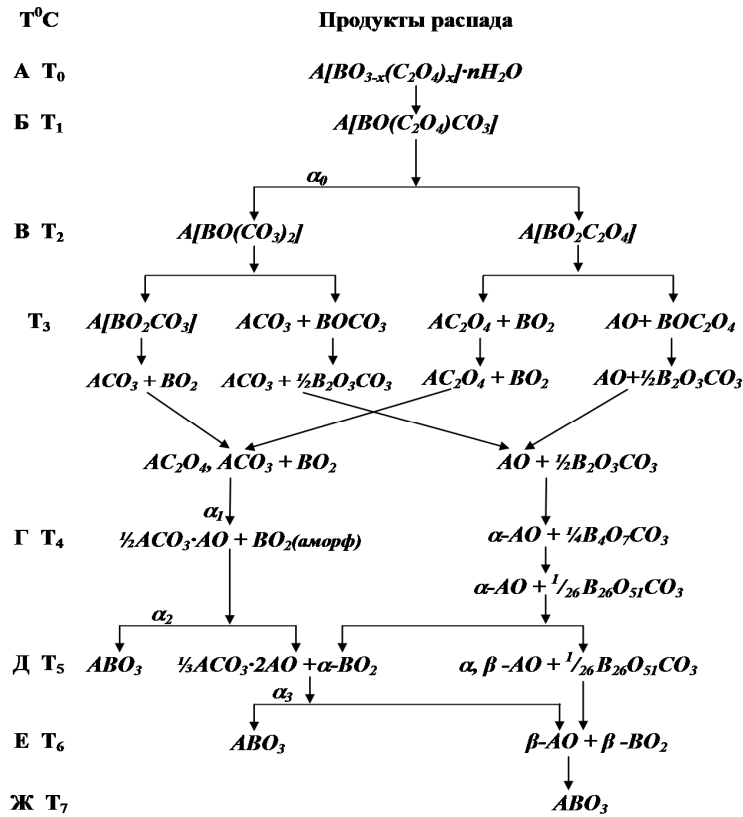 T⁰C Продукты распада
А T₀ A[BO₃₋ₓ(C₂O₄)ₓ]·nH₂O
Б T₁ A[BO(C₂O₄)CO₃]
α₀
В T₂ A[BO(CO₃)₂] A[BO₂C₂O₄]
T₃ A[BO₂CO₃] ACO₃ + BOCO₃ AC₂O₄ + BO₂ AO+ BOC₂O₄
ACO₃ + BO₂ ACO₃ + ½B₂O₃CO₃ AC₂O₄ + BO₂ AO+½B₂O₃CO₃
AC₂O₄, ACO₃ + BO₂ AO + ½B₂O₃CO₃
α₁
Г T₄ ½ACO₃·AO + BO₂(аморф) α-AO + ¼B₄O₇CO₃
α-AO + ¹/₂₆B₂₆O₅₁CO₃
α₂
Д T₅ ABO₃ ⅓ACO₃·2AO + α-BO₂ α, β -AO + ¹/₂₆B₂₆O₅₁CO₃
α₃
Е T₆ ABO₃ β-AO + β -BO₂
Ж T₇ ABO₃